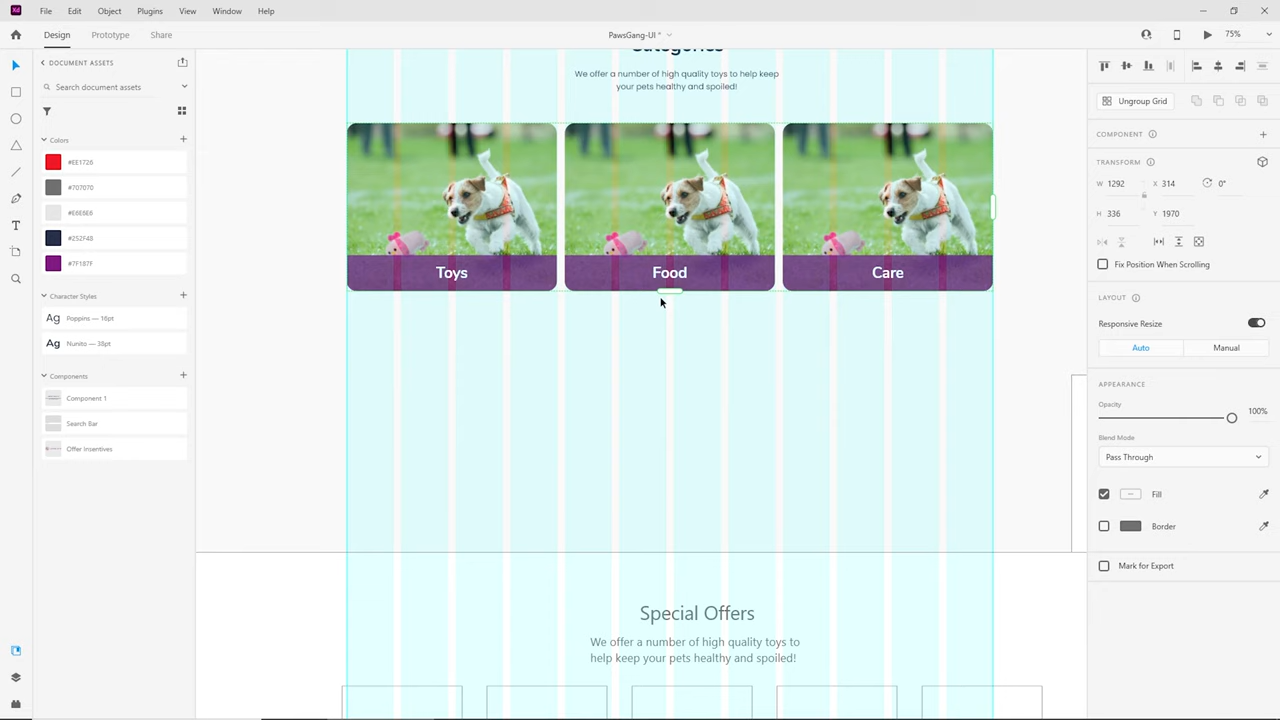 Xd File Edit Object Plugins View Window Help
Design Prototype Share PawsGang-UI * 75%
DOCUMENT ASSETS
Search document assets
Colors
#EE1726
#707070
#E6E6E6
#252F48
#7F187F
Character Styles
Ag Poppins — 16pt
Ag Nunito — 38pt
Components
Component 1
Search Bar
Offer Insentives
Categories
We offer a number of high quality toys to help keep
your pets healthy and spoiled!
Toys Food Care
Special Offers
We offer a number of high quality toys to
help keep your pets healthy and spoiled!
Ungroup Grid
COMPONENT
TRANSFORM
W 1292 X 314 0°
H 336 Y 1970
Fix Position When Scrolling
LAYOUT
Responsive Resize
Auto Manual
APPEARANCE
Opacity
100%
Blend Mode
Pass Through
Fill
Border
Mark for Export